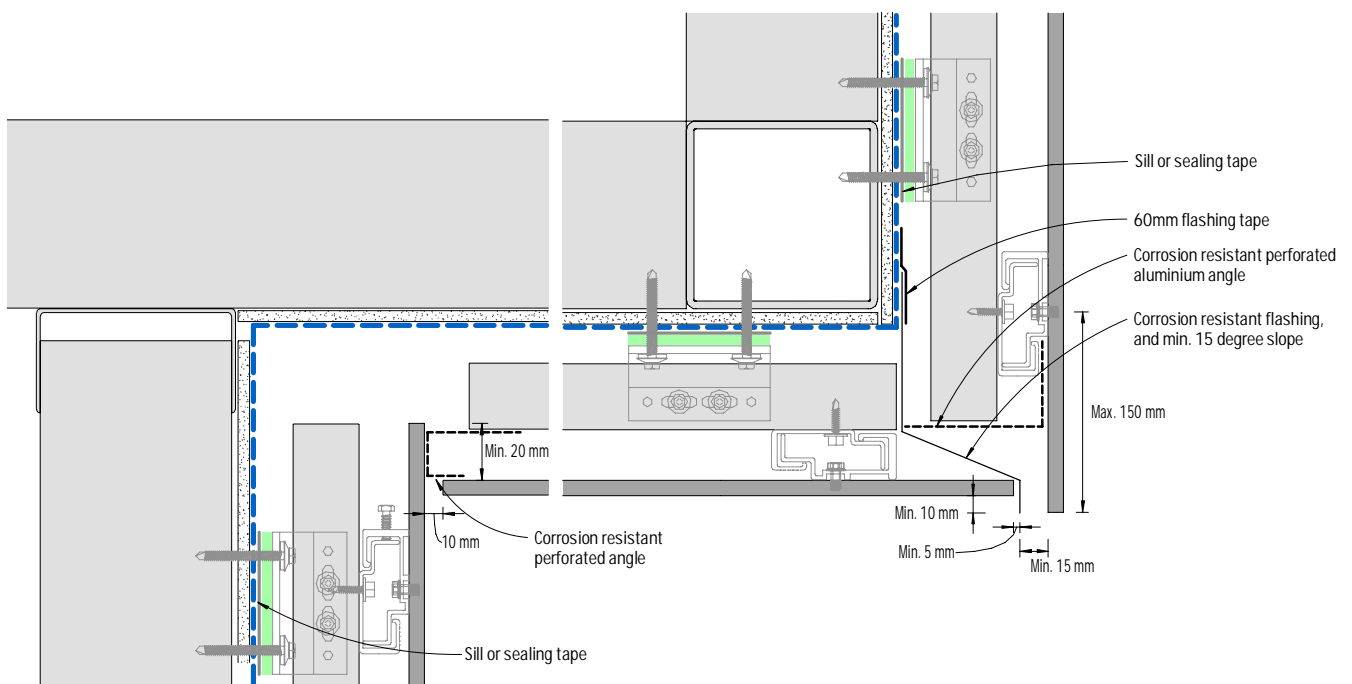 Sill or sealing tape
60mm flashing tape
Corrosion resistant perforated
aluminium angle
Corrosion resistant flashing,
and min. 15 degree slope
Max. 150 mm
Min. 20 mm
Min. 10 mm
10 mm
Corrosion resistant
perforated angle
Min. 5 mm
Min. 15 mm
Sill or sealing tape